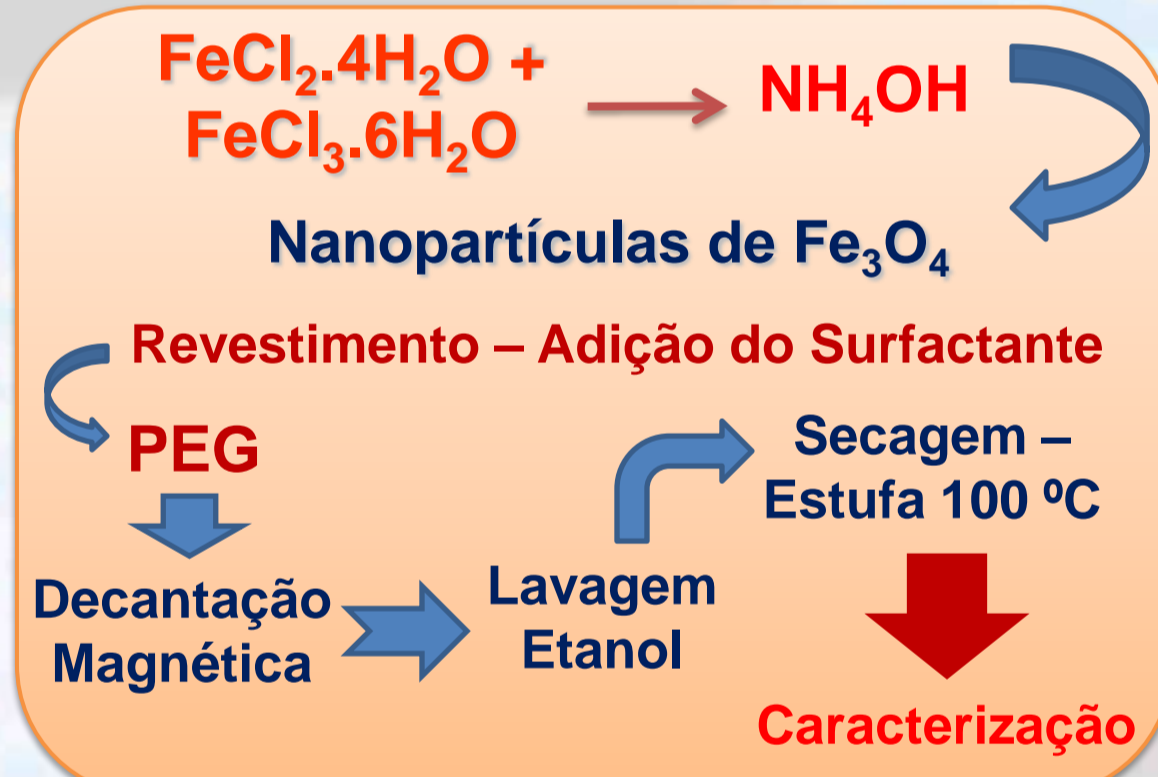 FeCl₂.4H₂O +
FeCl₃.6H₂O
NH₄OH
Nanopartículas de Fe₃O₄
Revestimento – Adição do Surfactante
PEG
Decantação
Magnética
Lavagem
Etanol
Secagem –
Estufa 100 ºC
Caracterização